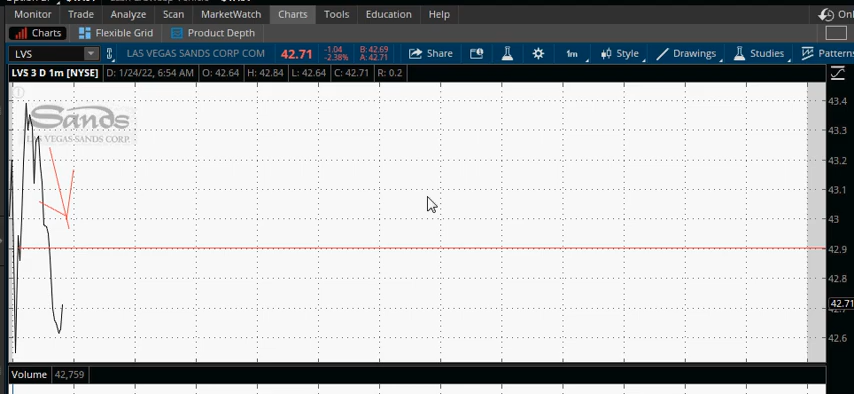 Monitor Trade Analyze Scan MarketWatch Charts Tools Education Help
Charts Flexible Grid Product Depth
LVS LAS VEGAS SANDS CORP COM 42.71 -1.04 -2.38% B: 42.69 A: 42.71 Share 1m Style Drawings Studies Patterns
LVS 3 D 1m [NYSE] D: 1/24/22, 6:54 AM O: 42.64 H: 42.84 L: 42.64 C: 42.71 R: 0.2
Sands
LAS VEGAS SANDS CORP.
43.4
43.3
43.2
43.1
43
42.9
42.8
42.71
42.6
Volume 42,759